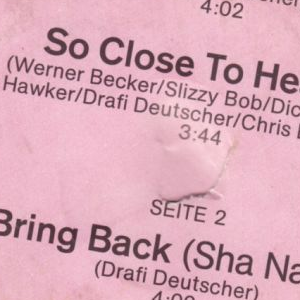 4:02
So Close To He
(Werner Becker/Slizzy Bob/Dic
Hawker/Drafi Deutscher/Chris
3:44
SEITE 2
Bring Back (Sha Na
(Drafi Deutscher)